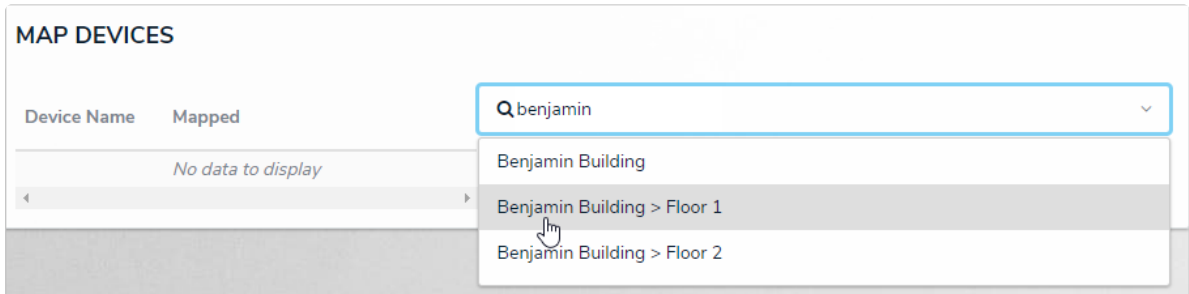 MAP DEVICES
Device Name Mapped
No data to display
benjamin
Benjamin Building
Benjamin Building > Floor 1
Benjamin Building > Floor 2